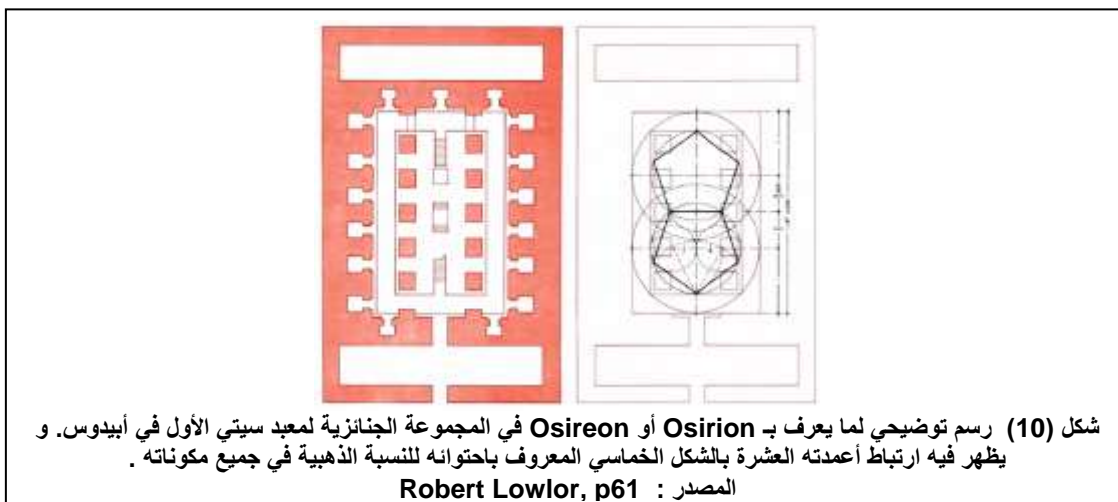 شكل (10) رسم توضيحي لما يعرف بـ Osirion أو Osireon في المجموعة الجنائزية لمعبد سيتي الأول في أبيدوس. و
يظهر فيه ارتباط أعمدته العشرة بالشكل الخماسي المعروف باحتوائه للنسبة الذهبية في جميع مكوناته .
المصدر : Robert Lowlor, p61